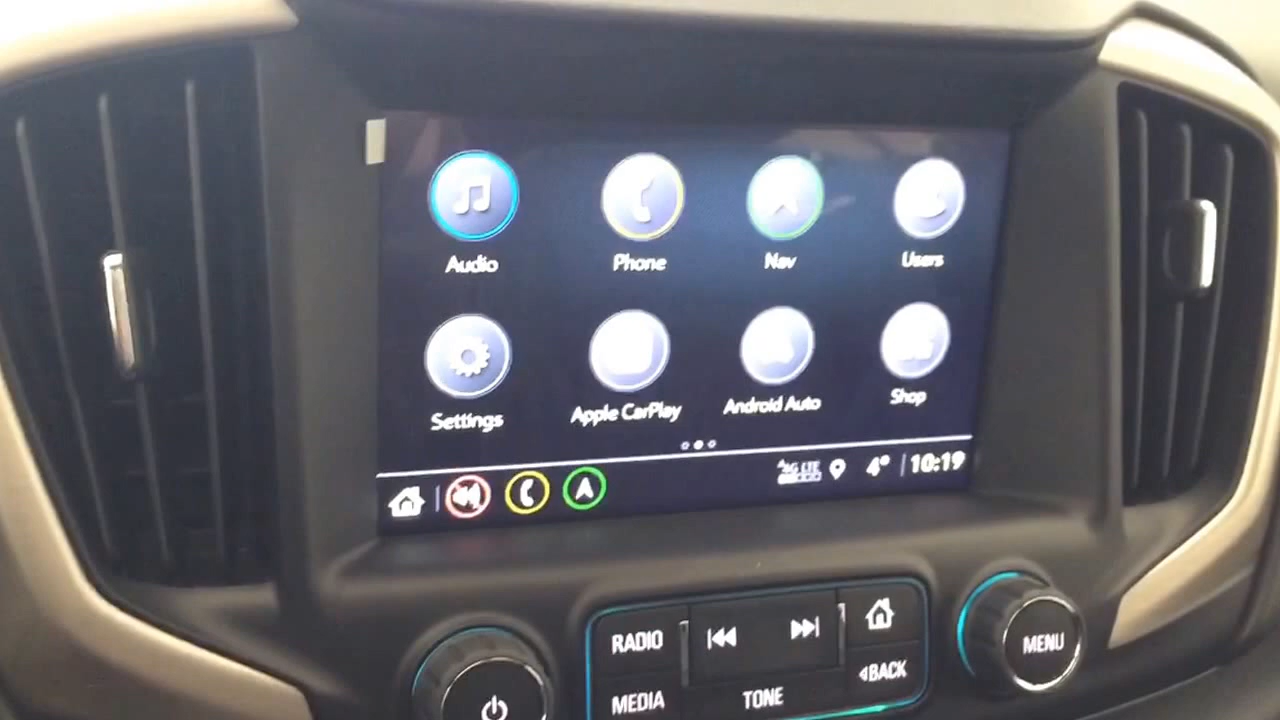 Audio Phone Nav Users
Settings Apple CarPlay Android Auto Shop
4G LTE 4° 10:19
RADIO
MENU
BACK
MEDIA TONE